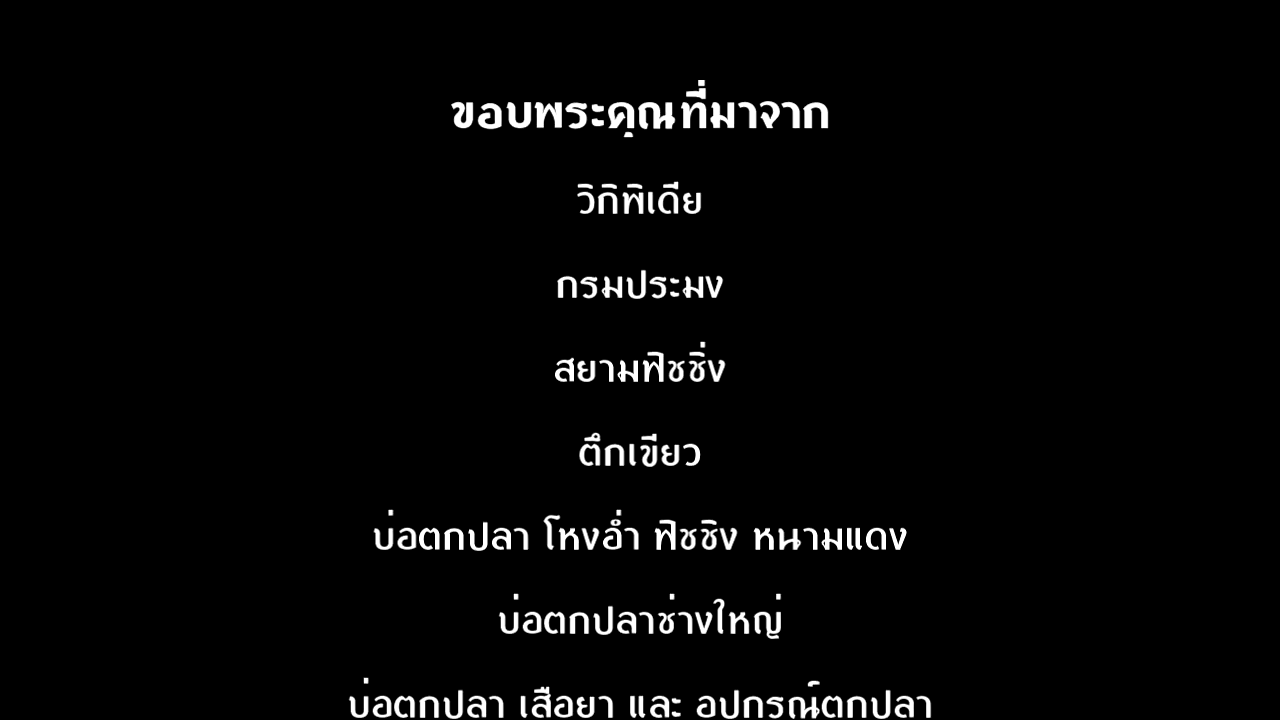 ขอบพระคุณที่มาจาก
วิกิพิเดีย
กรมประมง
สยามฟิชชิ่ง
ตึกเขียว
บ่อตกปลา โหงอ่ำ ฟิชชิง หนามแดง
บ่อตกปลาช่างใหญ่
บ่อตกปลา เสือยา และ อุปกรณ์ตกปลา